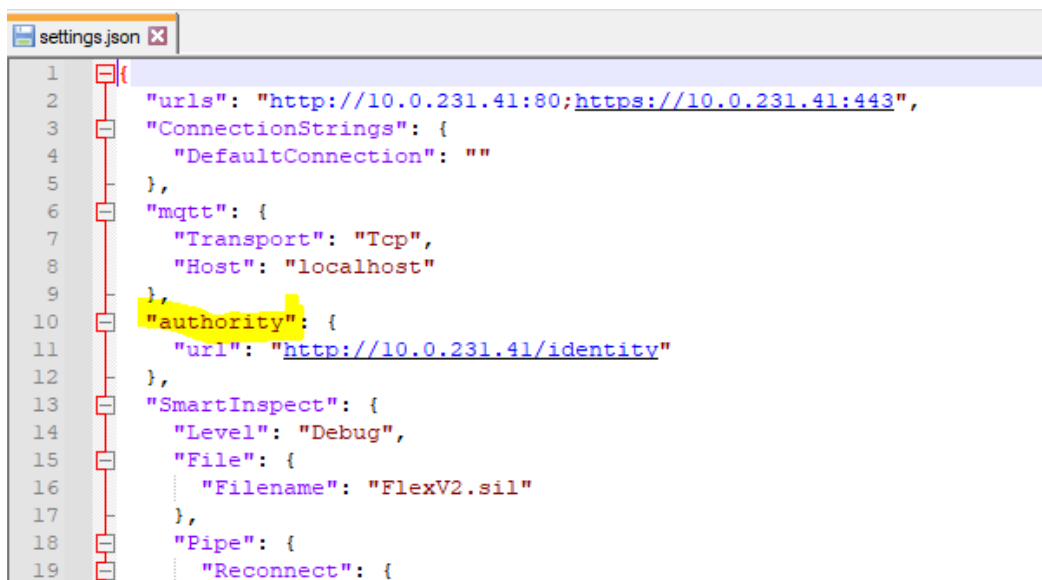 settings.json
1 {
2 "urls": "http://10.0.231.41:80;https://10.0.231.41:443",
3 "ConnectionStrings": {
4 "DefaultConnection": ""
5 },
6 "mqtt": {
7 "Transport": "Tcp",
8 "Host": "localhost"
9 },
10 "authority": {
11 "url": "http://10.0.231.41/identity"
12 },
13 "SmartInspect": {
14 "Level": "Debug",
15 "File": {
16 "Filename": "FlexV2.sil"
17 },
18 "Pipe": {
19 "Reconnect": {